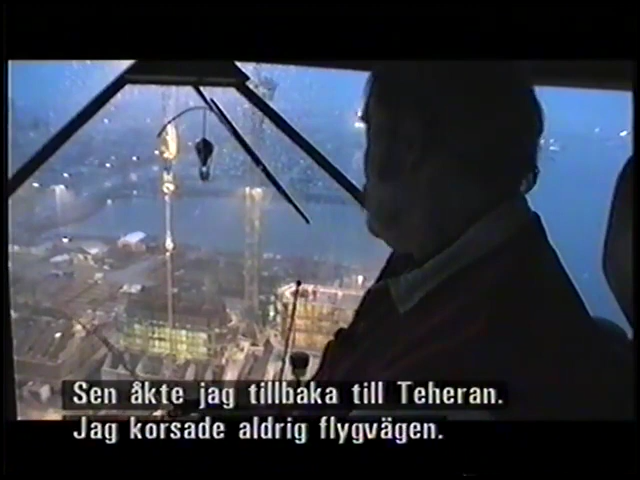 Sen åkte jag tillbaka till Teheran.
Jag korsade aldrig flygvägen.